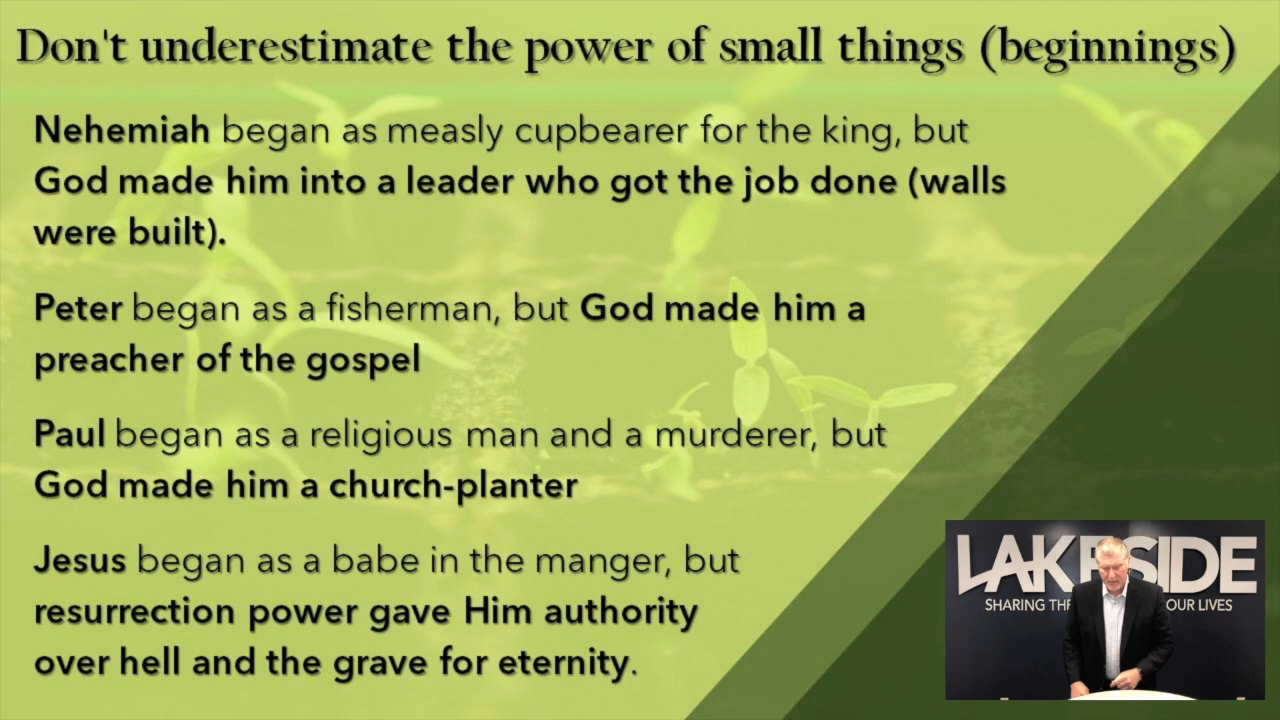 Don't underestimate the power of small things (beginnings)
Nehemiah began as measly cupbearer for the king, but
God made him into a leader who got the job done (walls
were built).
Peter began as a fisherman, but God made him a
preacher of the gospel
Paul began as a religious man and a murderer, but
God made him a church-planter
Jesus began as a babe in the manger, but
resurrection power gave Him authority
over hell and the grave for eternity.
LAKESIDE
SHARING THE OUR LIVES